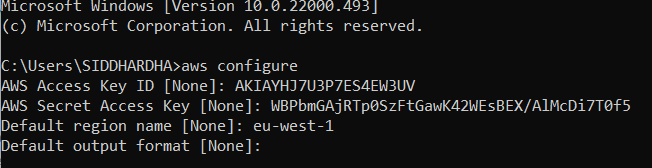 Microsoft Windows [Version 10.0.22000.493]
(c) Microsoft Corporation. All rights reserved.
C:\Users\SIDDHARDHA>aws configure
AWS Access Key ID [None]: AKIAYHJ7U3P7ES4EW3UV
AWS Secret Access Key [None]: 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
Default region name [None]: eu-west-1
Default output format [None]: